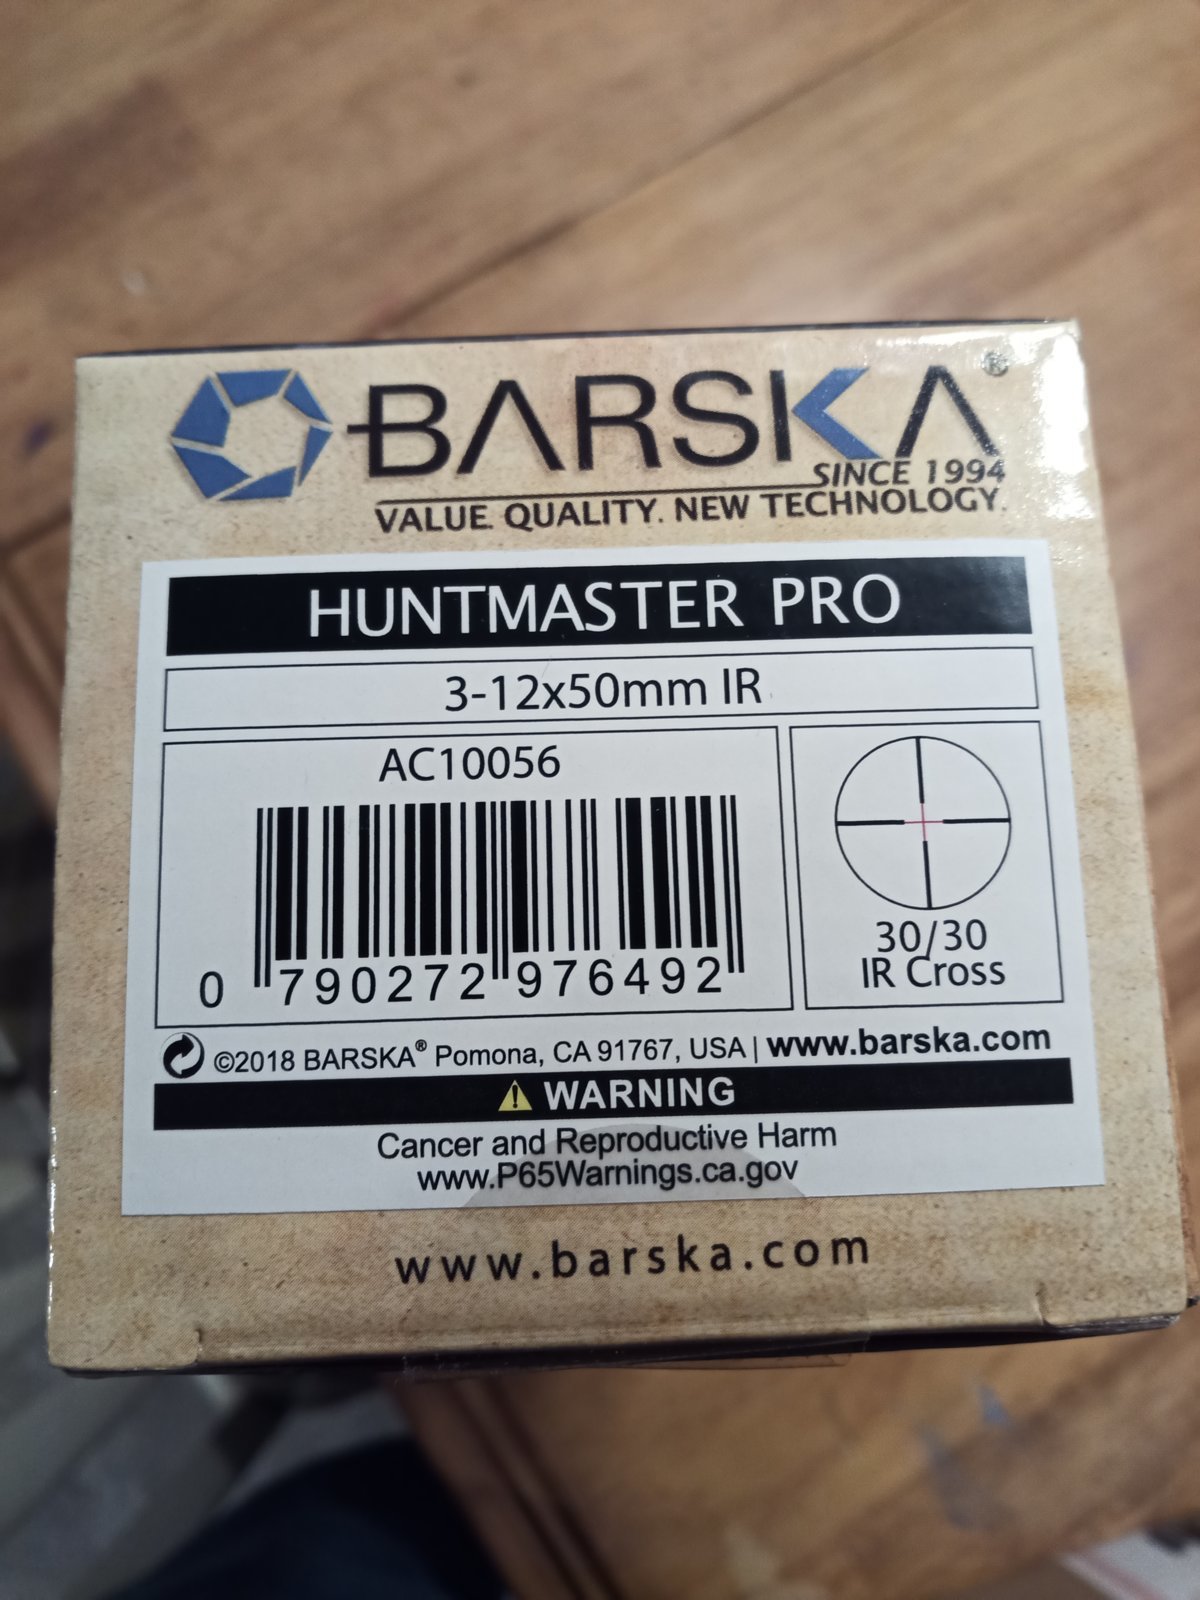 BARSKA®
SINCE 1994
VALUE. QUALITY. NEW TECHNOLOGY.
HUNTMASTER PRO
3-12x50mm IR
AC10056
0 790272 976492
30/30
IR Cross
©2018 BARSKA® Pomona, CA 91767, USA | www.barska.com
WARNING
Cancer and Reproductive Harm
www.P65Warnings.ca.gov
www.barska.com